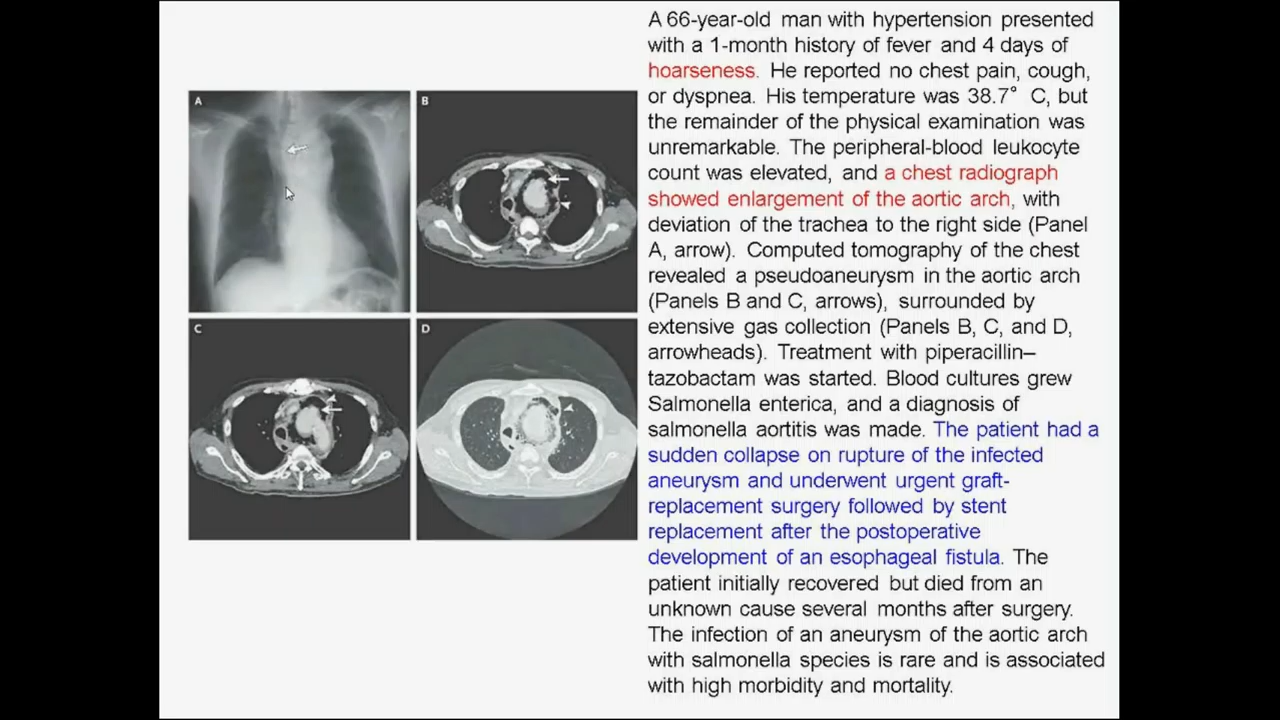 A
B
C
D
A 66-year-old man with hypertension presented
with a 1-month history of fever and 4 days of
hoarseness. He reported no chest pain, cough,
or dyspnea. His temperature was 38.7° C, but
the remainder of the physical examination was
unremarkable. The peripheral-blood leukocyte
count was elevated, and a chest radiograph
showed enlargement of the aortic arch, with
deviation of the trachea to the right side (Panel
A, arrow). Computed tomography of the chest
revealed a pseudoaneurysm in the aortic arch
(Panels B and C, arrows), surrounded by
extensive gas collection (Panels B, C, and D,
arrowheads). Treatment with piperacillin–
tazobactam was started. Blood cultures grew
Salmonella enterica, and a diagnosis of
salmonella aortitis was made. The patient had a
sudden collapse on rupture of the infected
aneurysm and underwent urgent graft-
replacement surgery followed by stent
replacement after the postoperative
development of an esophageal fistula. The
patient initially recovered but died from an
unknown cause several months after surgery.
The infection of an aneurysm of the aortic arch
with salmonella species is rare and is associated
with high morbidity and mortality.